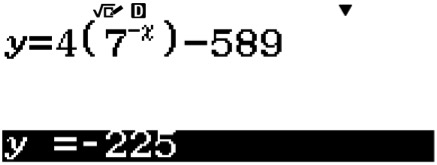 √▱ D ▼
y=4(7⁻ˣ)−589
y =-225